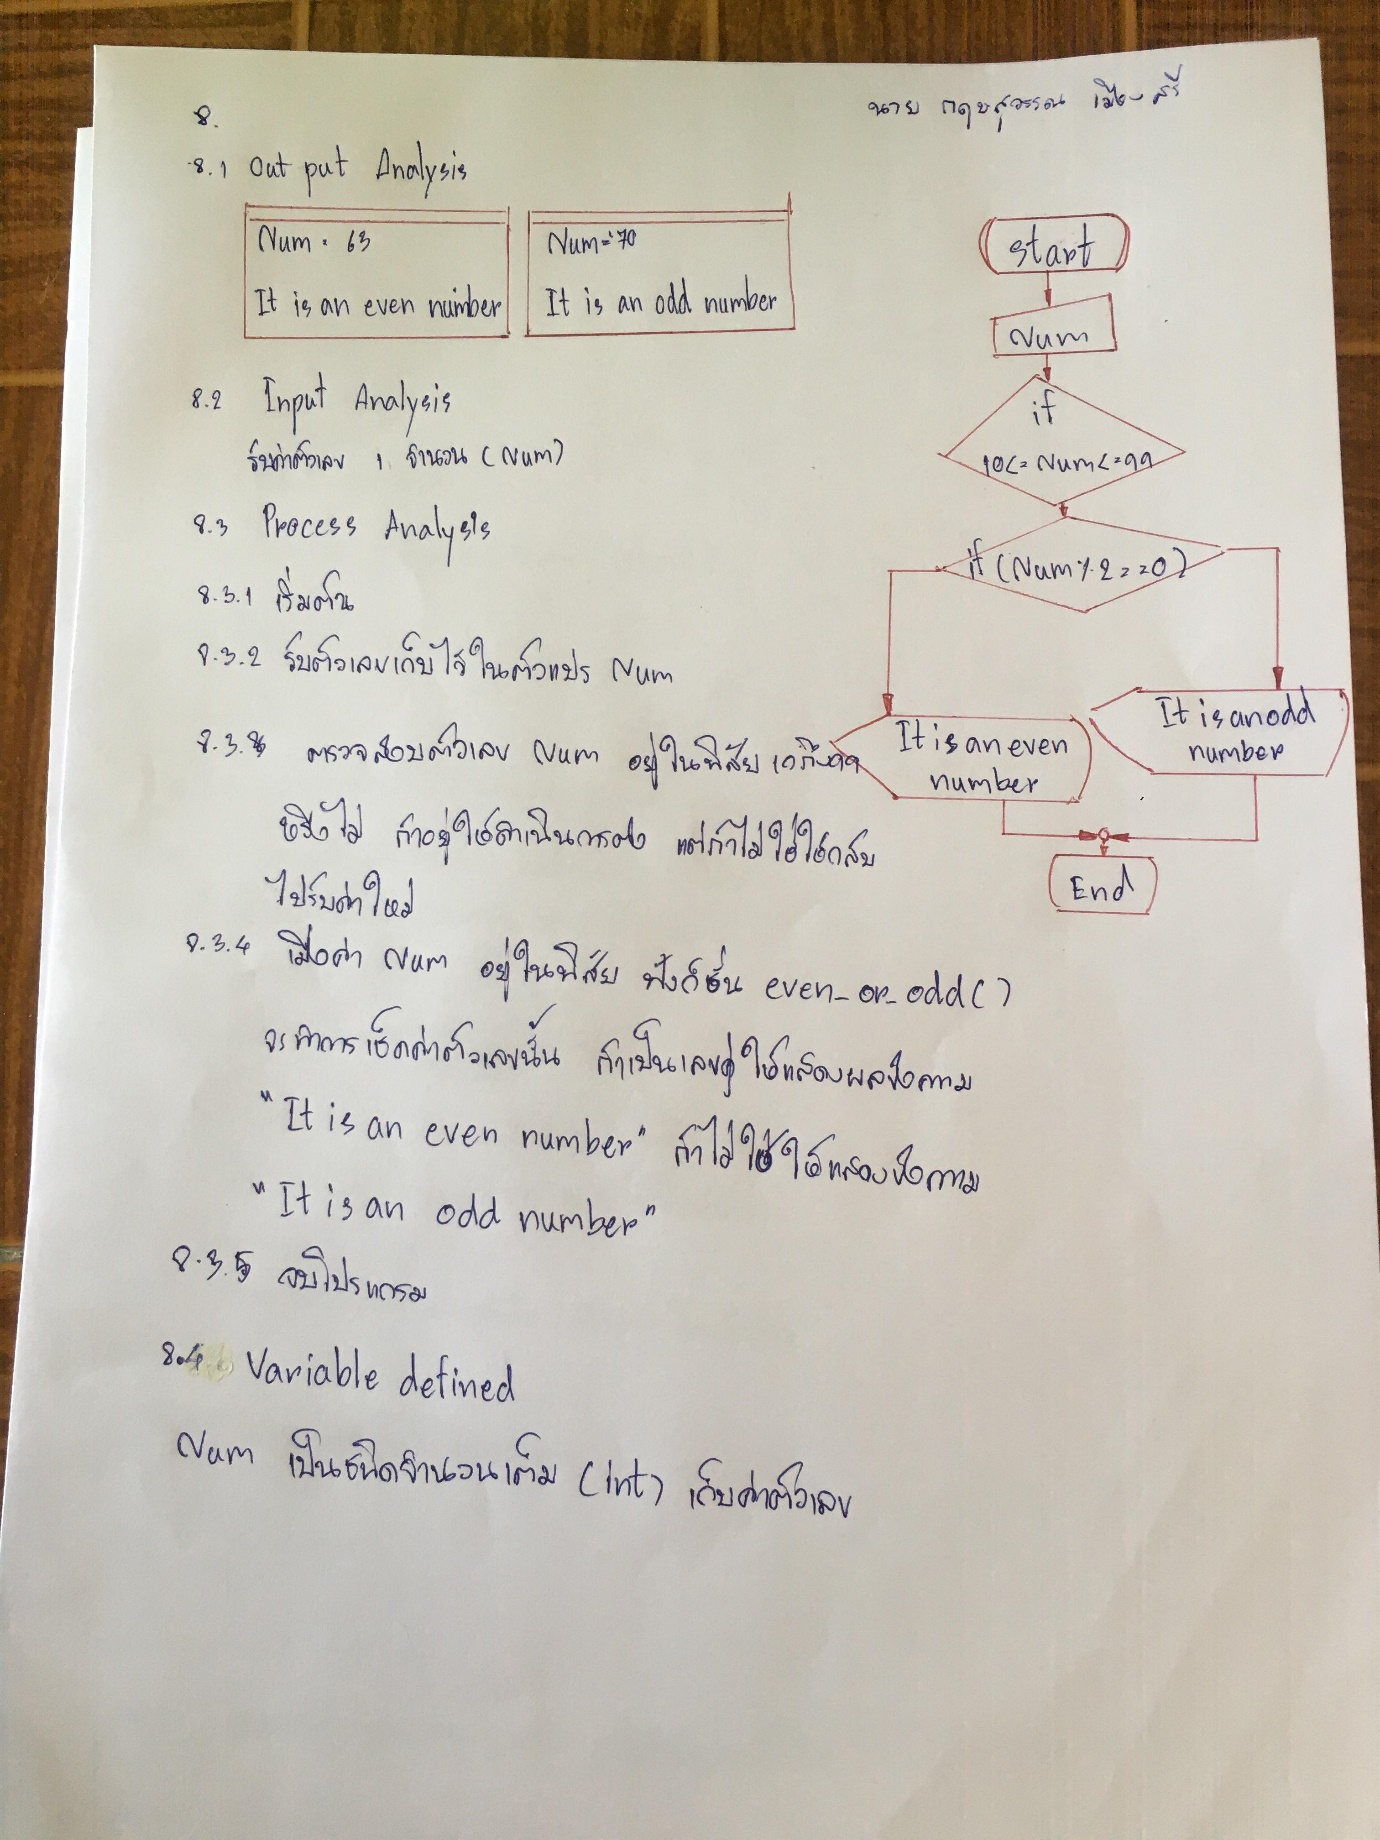 นาย กฤษสุวรรณ เมืองศรี
8.
8.1 Out put Analysis
Num = 63
It is an even number
Num = 70
It is an odd number
8.2 Input Analysis
รับค่าตัวเลข 1 จำนวน (Num)
8.3 Process Analysis
8.3.1 เริ่มต้น
8.3.2 รับตัวเลขเก็บไว้ในตัวแปร Num
8.3.3 ตรวจสอบตัวเลข Num อยู่ในพิสัย 10ถึง99
หรือไม่ ถ้าอยู่ให้ดำเนินการต่อ แต่ถ้าไม่ใช่ให้กลับ
ไปรับค่าใหม่
8.3.4 เมื่อค่า Num อยู่ในพิสัย ฟังก์ชั่น even_or_odd()
จะทำการเช็คค่าตัวเลขนั้น ถ้าเป็นเลขคู่ให้แสดงผลข้อความ
"It is an even number" ถ้าไม่ใช่ให้แสดงข้อความ
"It is an odd number"
8.3.5 จบโปรแกรม
8.4 Variable defined
Num เป็นชนิดจำนวนเต็ม (int) เก็บค่าตัวเลข
start
Num
if
10<=Num<=99
if (Num%2==0)
It is an even
number
It is an odd
number
End